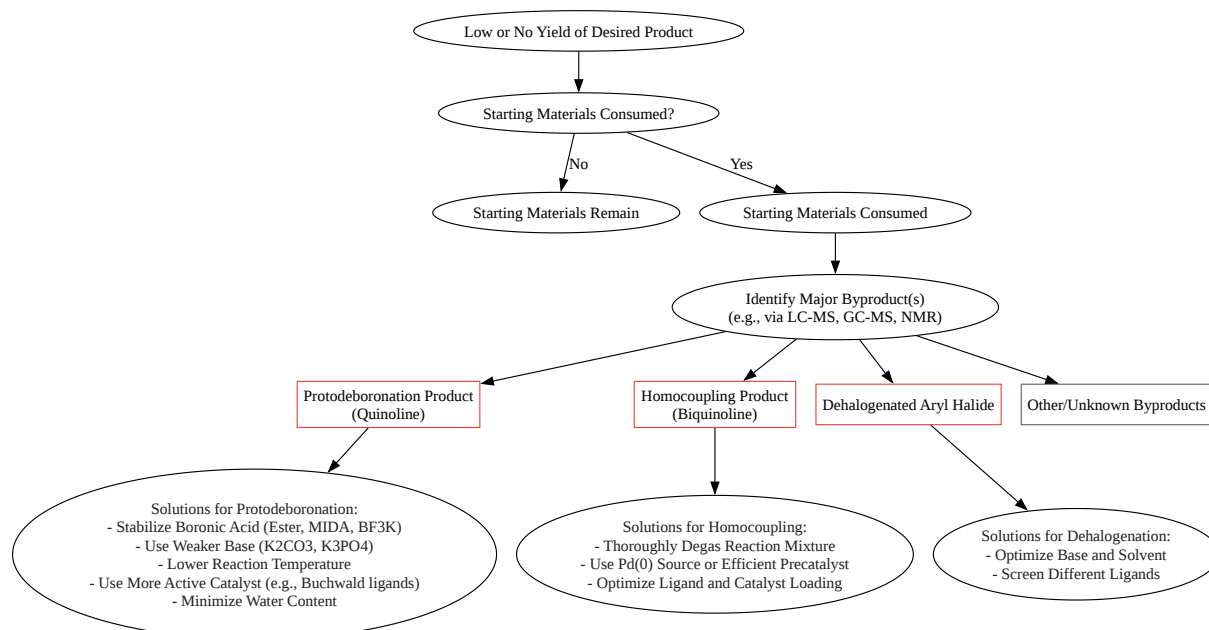 Low or No Yield of Desired Product
Starting Materials Consumed?
No
Yes
Starting Materials Remain
Starting Materials Consumed
Identify Major Byproduct(s)
(e.g., via LC-MS, GC-MS, NMR)
Protodeboronation Product
(Quinoline)
Homocoupling Product
(Biquinoline)
Dehalogenated Aryl Halide
Other/Unknown Byproducts
Solutions for Protodeboronation:
- Stabilize Boronic Acid (Ester, MIDA, BF3K)
- Use Weaker Base (K2CO3, K3PO4)
- Lower Reaction Temperature
- Use More Active Catalyst (e.g., Buchwald ligands)
- Minimize Water Content
Solutions for Homocoupling:
- Thoroughly Degas Reaction Mixture
- Use Pd(0) Source or Efficient Precatalyst
- Optimize Ligand and Catalyst Loading
Solutions for Dehalogenation:
- Optimize Base and Solvent
- Screen Different Ligands